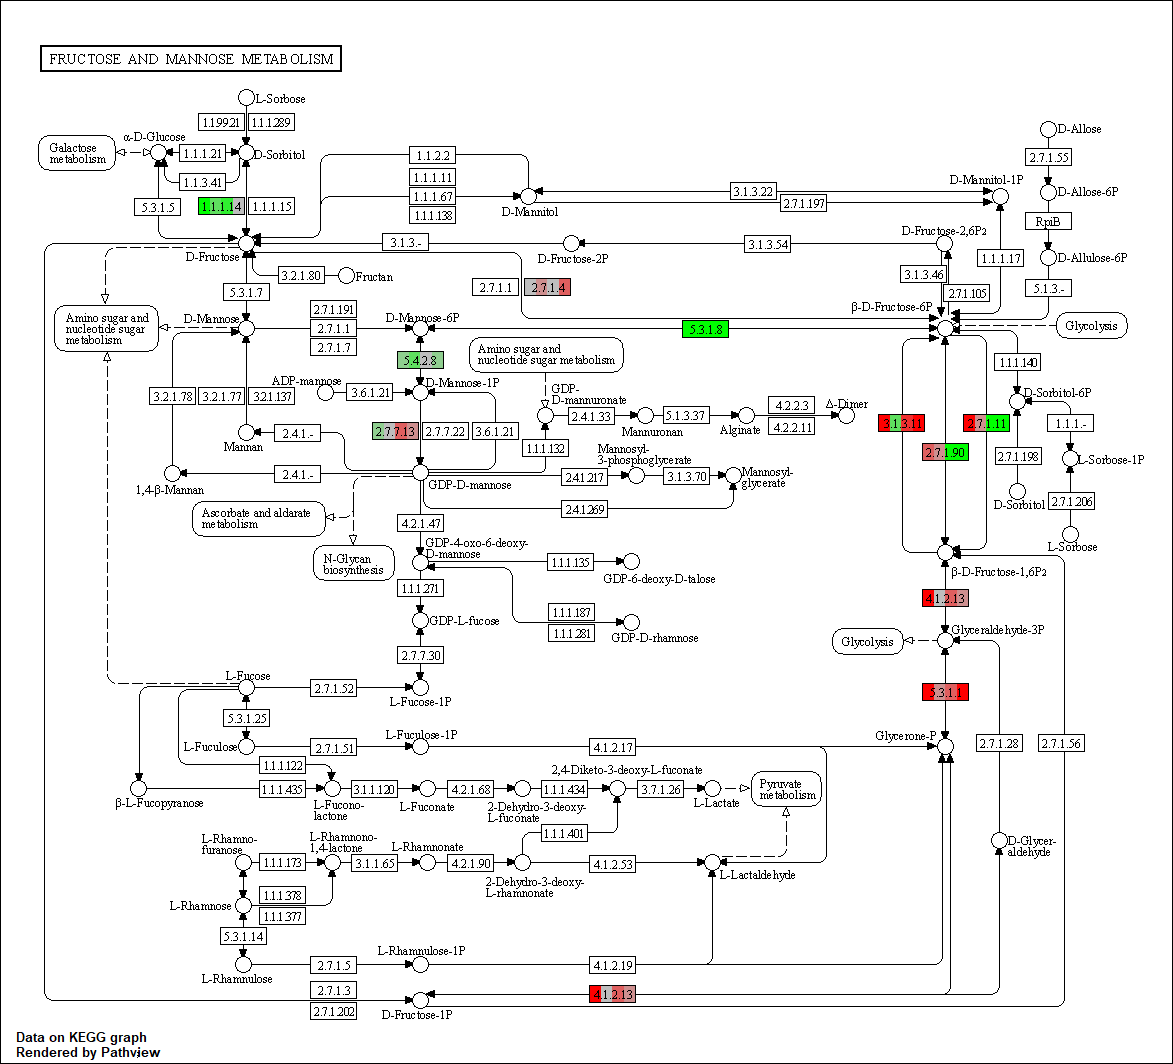 FRUCTOSE AND MANNOSE METABOLISM
L-Sorbose
1.1.99.21
1.1.1.289
D-Allose
α-D-Glucose
Galactose
metabolism
1.1.1.21
D-Sorbitol
1.1.2.2
2.7.1.55
1.1.3.41
1.1.1.11
D-Mannitol-1P
3.1.3.22
D-Allose-6P
5.3.1.5
1.1.1.14
1.1.1.15
1.1.1.67
2.7.1.197
1.1.1.138
D-Mannitol
RpiB
D-Fructose-2,6P2
D-Fructose
3.1.3.-
D-Fructose-2P
3.1.3.54
1.1.1.17
D-Allulose-6P
3.2.1.80
Fructan
3.1.3.46
5.3.1.7
2.7.1.1
2.7.1.4
2.7.1.105
5.1.3.-
β-D-Fructose-6P
Amino sugar and
nucleotide sugar
metabolism
D-Mannose
2.7.1.191
D-Mannose-6P
2.7.1.1
5.3.1.8
Glycolysis
2.7.1.7
Amino sugar and
nucleotide sugar metabolism
5.4.2.8
1.1.1.140
ADP-mannose
3.6.1.21
D-Mannose-1P
GDP-
D-mannuronate
D-Sorbitol-6P
3.2.1.78
3.2.1.77
3.2.1.137
4.2.2.3
Δ-Dimer
2.4.1.33
5.1.3.37
4.2.2.11
Mannuronan
Alginate
3.1.3.11
2.7.1.11
1.1.1.-
Mannan
2.4.1.-
2.7.7.13
2.7.7.22
3.6.1.21
1.1.1.132
2.7.1.90
2.7.1.198
L-Sorbose-1P
Mannosyl-
3-phosphoglycerate
1,4-β-Mannan
2.4.1.-
GDP-D-mannose
2.4.1.217
3.1.3.70
Mannosyl-
glycerate
D-Sorbitol
2.7.1.206
2.4.1.269
Ascorbate and aldarate
metabolism
4.2.1.47
L-Sorbose
GDP-4-oxo-6-deoxy-
D-mannose
N-Glycan
biosynthesis
1.1.1.135
GDP-6-deoxy-D-talose
β-D-Fructose-1,6P2
1.1.1.271
4.1.2.13
1.1.1.187
1.1.1.281
GDP-D-rhamnose
GDP-L-fucose
Glycolysis
Glyceraldehyde-3P
2.7.7.30
L-Fucose
2.7.1.52
L-Fucose-1P
5.3.1.1
5.3.1.25
L-Fuculose
2.7.1.51
L-Fuculose-1P
4.1.2.17
Glycerone-P
2.7.1.28
2.7.1.56
1.1.1.122
2,4-Diketo-3-deoxy-L-fuconate
Pyruvate
metabolism
β-L-Fucopyranose
1.1.1.435
L-Fucono-
lactone
3.1.1.120
L-Fuconate
4.2.1.68
2-Dehydro-3-deoxy-
L-fuconate
1.1.1.434
3.7.1.26
L-Lactate
1.1.1.401
L-Rhamno-
furanose
1.1.1.173
L-Rhamnono-
1,4-lactone
3.1.1.65
L-Rhamnonate
4.2.1.90
2-Dehydro-3-deoxy-
L-rhamnonate
4.1.2.53
L-Lactaldehyde
D-Glycer-
aldehyde
L-Rhamnose
1.1.1.378
1.1.1.377
5.3.1.14
L-Rhamnulose
2.7.1.5
L-Rhamnulose-1P
4.1.2.19
2.7.1.3
2.7.1.202
D-Fructose-1P
4.1.2.13
Data on KEGG graph
Rendered by Pathview